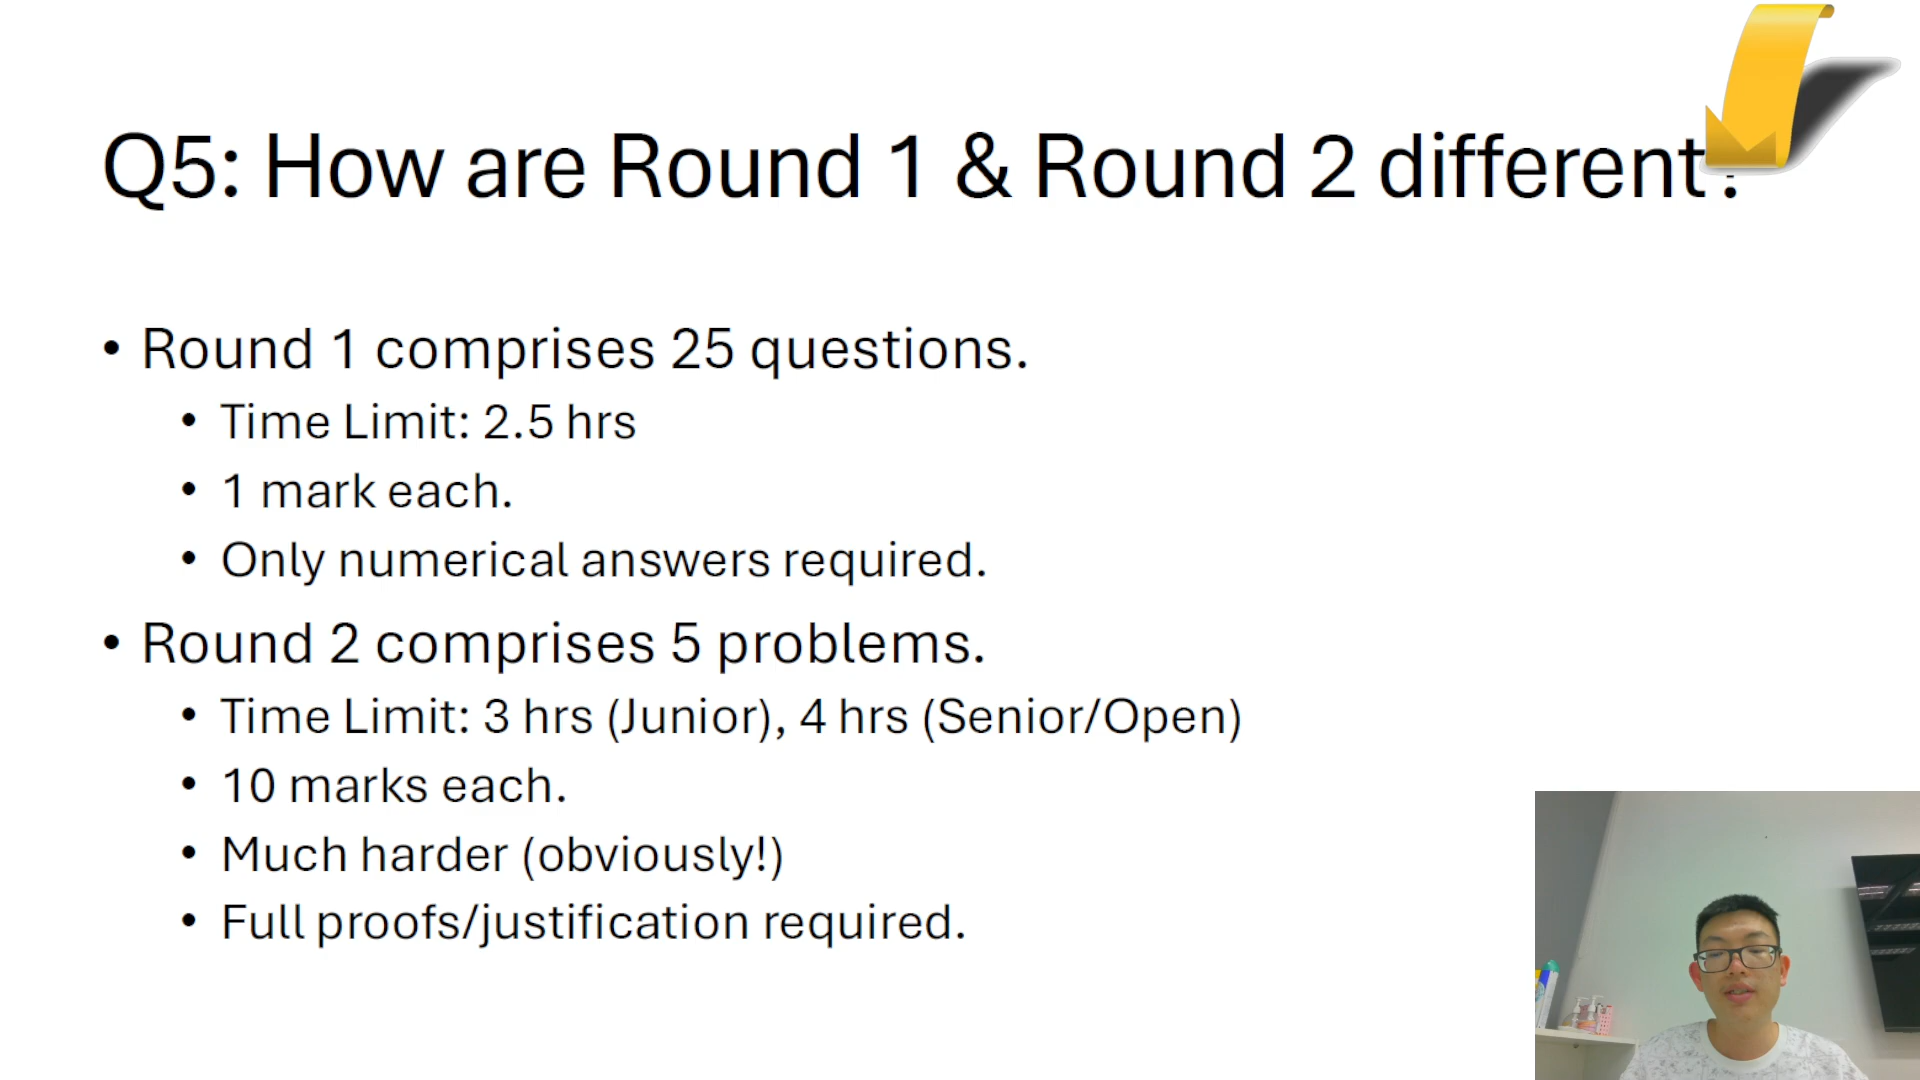 Q5: How are Round 1 & Round 2 different?
• Round 1 comprises 25 questions.
• Time Limit: 2.5 hrs
• 1 mark each.
• Only numerical answers required.
• Round 2 comprises 5 problems.
• Time Limit: 3 hrs (Junior), 4 hrs (Senior/Open)
• 10 marks each.
• Much harder (obviously!)
• Full proofs/justification required.